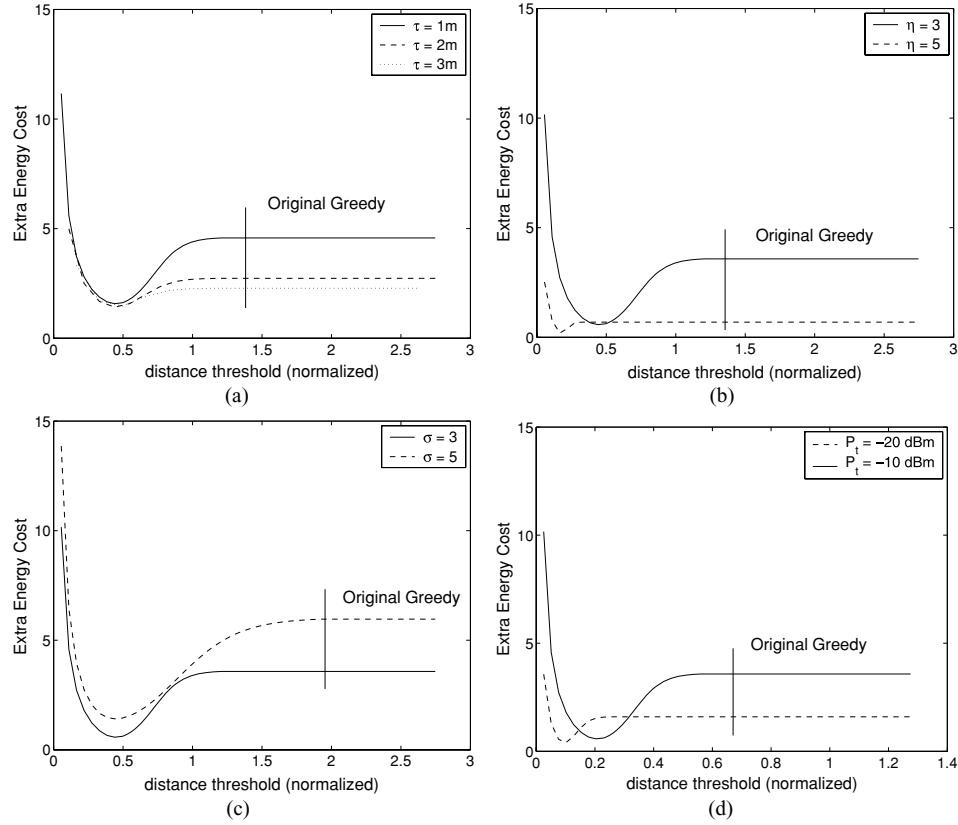 15
10
5
0
Extra Energy Cost
τ = 1m
τ = 2m
τ = 3m
Original Greedy
0 0.5 1 1.5 2 2.5 3
distance threshold (normalized)
(a)
15
10
5
0
Extra Energy Cost
η = 3
η = 5
Original Greedy
0 0.5 1 1.5 2 2.5 3
distance threshold (normalized)
(b)
15
10
5
0
Extra Energy Cost
σ = 3
σ = 5
Original Greedy
0 0.5 1 1.5 2 2.5 3
distance threshold (normalized)
(c)
15
10
5
0
Extra Energy Cost
P_t = −20 dBm
P_t = −10 dBm
Original Greedy
0 0.2 0.4 0.6 0.8 1 1.2 1.4
distance threshold (normalized)
(d)